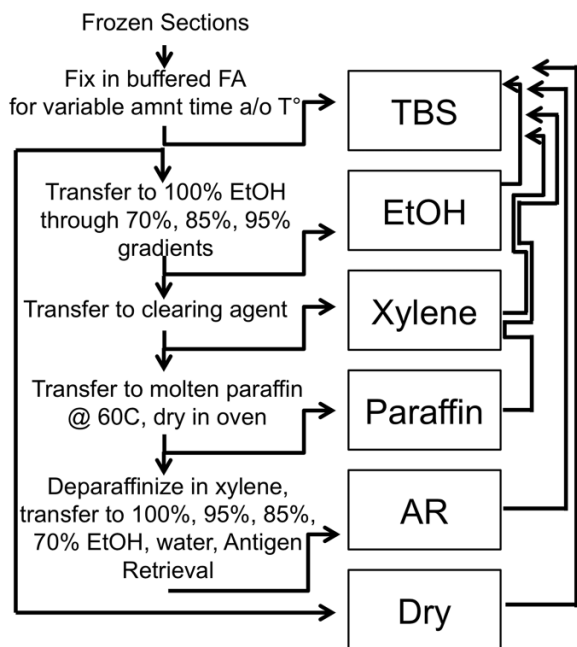 Frozen Sections
Fix in buffered FA
for variable amnt time a/o T°
TBS
Transfer to 100% EtOH
through 70%, 85%, 95%
gradients
EtOH
Transfer to clearing agent
Xylene
Transfer to molten paraffin
@ 60C, dry in oven
Paraffin
Deparaffinize in xylene,
transfer to 100%, 95%, 85%,
70% EtOH, water, Antigen
Retrieval
AR
Dry